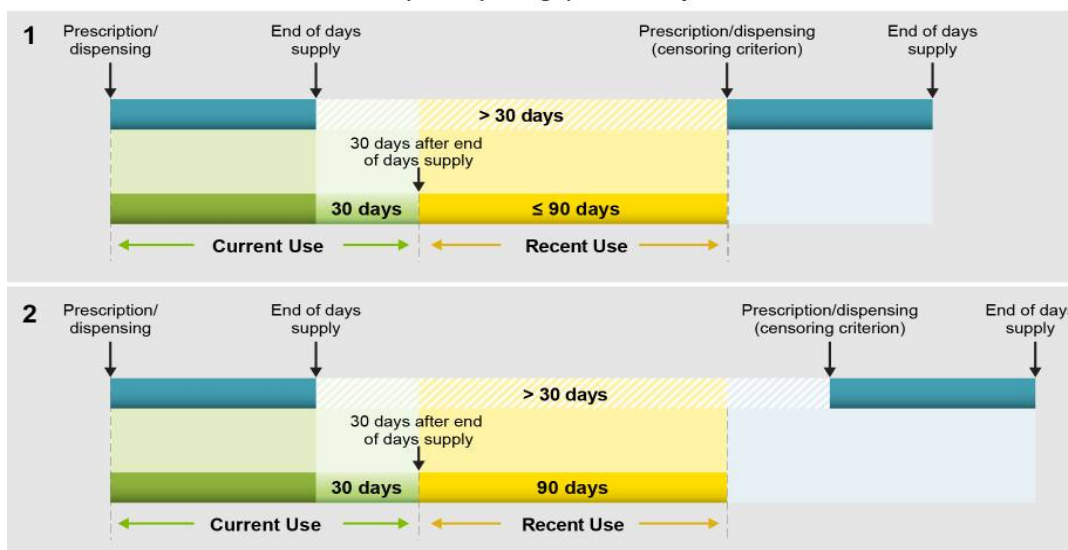 1
Prescription/
dispensing
End of days
supply
Prescription/dispensing
(censoring criterion)
End of days
supply
> 30 days
30 days after end
of days supply
30 days
≤ 90 days
Current Use
Recent Use
2
Prescription/
dispensing
End of days
supply
Prescription/dispensing
(censoring criterion)
End of days
supply
> 30 days
30 days after end
of days supply
30 days
90 days
Current Use
Recent Use